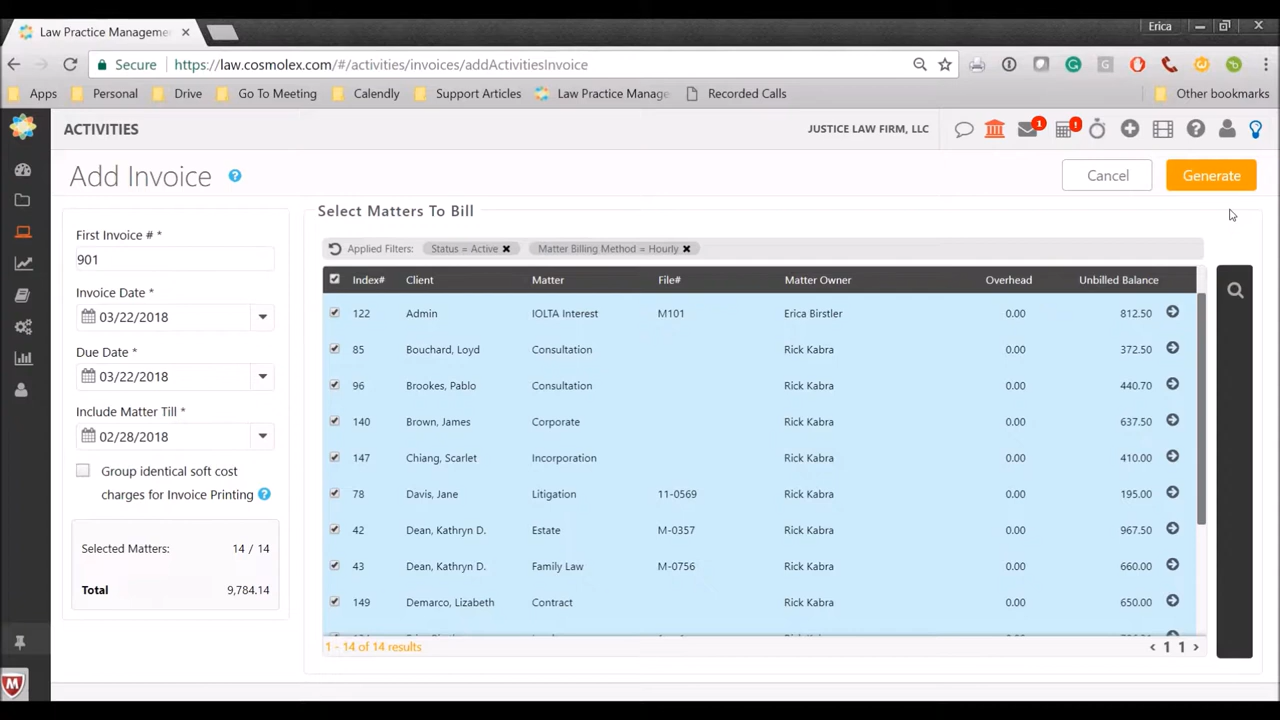 Law Practice Manageme
Erica
Secure https://law.cosmolex.com/#/activities/invoices/addActivitiesInvoice
Apps Personal Drive Go To Meeting Calendly Support Articles Law Practice Manage Recorded Calls Other bookmarks
ACTIVITIES JUSTICE LAW FIRM, LLC 1 !
Add Invoice ? Cancel Generate
First Invoice # *
901
Invoice Date *
03/22/2018
Due Date *
03/22/2018
Include Matter Till *
02/28/2018
Group identical soft cost
charges for Invoice Printing ?
Selected Matters: 14 / 14
Total 9,784.14
Select Matters To Bill
Applied Filters: Status = Active Matter Billing Method = Hourly
Index# Client Matter File# Matter Owner Overhead Unbilled Balance
122 Admin IOLTA Interest M101 Erica Birstler 0.00 812.50
85 Bouchard, Loyd Consultation Rick Kabra 0.00 372.50
96 Brookes, Pablo Consultation Rick Kabra 0.00 440.70
140 Brown, James Corporate Rick Kabra 0.00 637.50
147 Chiang, Scarlet Incorporation Rick Kabra 0.00 410.00
78 Davis, Jane Litigation 11-0569 Rick Kabra 0.00 195.00
42 Dean, Kathryn D. Estate M-0357 Rick Kabra 0.00 967.50
43 Dean, Kathryn D. Family Law M-0756 Rick Kabra 0.00 660.00
149 Demarco, Lizabeth Contract Rick Kabra 0.00 650.00
1 - 14 of 14 results < 1 1 >